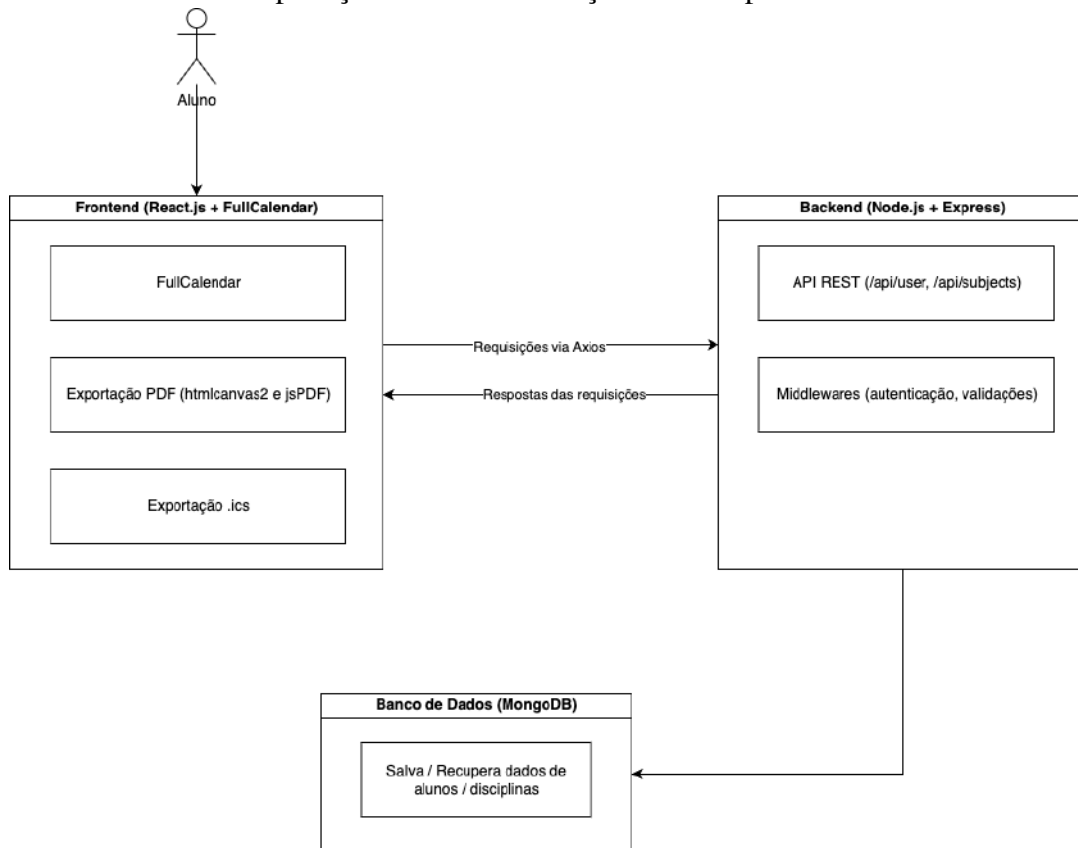 Aluno
Frontend (React.js + FullCalendar)
FullCalendar
Exportação PDF (htmlcanvas2 e jsPDF)
Exportação .ics
Requisições via Axios
Respostas das requisições
Backend (Node.js + Express)
API REST (/api/user, /api/subjects)
Middlewares (autenticação, validações)
Banco de Dados (MongoDB)
Salva / Recupera dados de
alunos / disciplinas